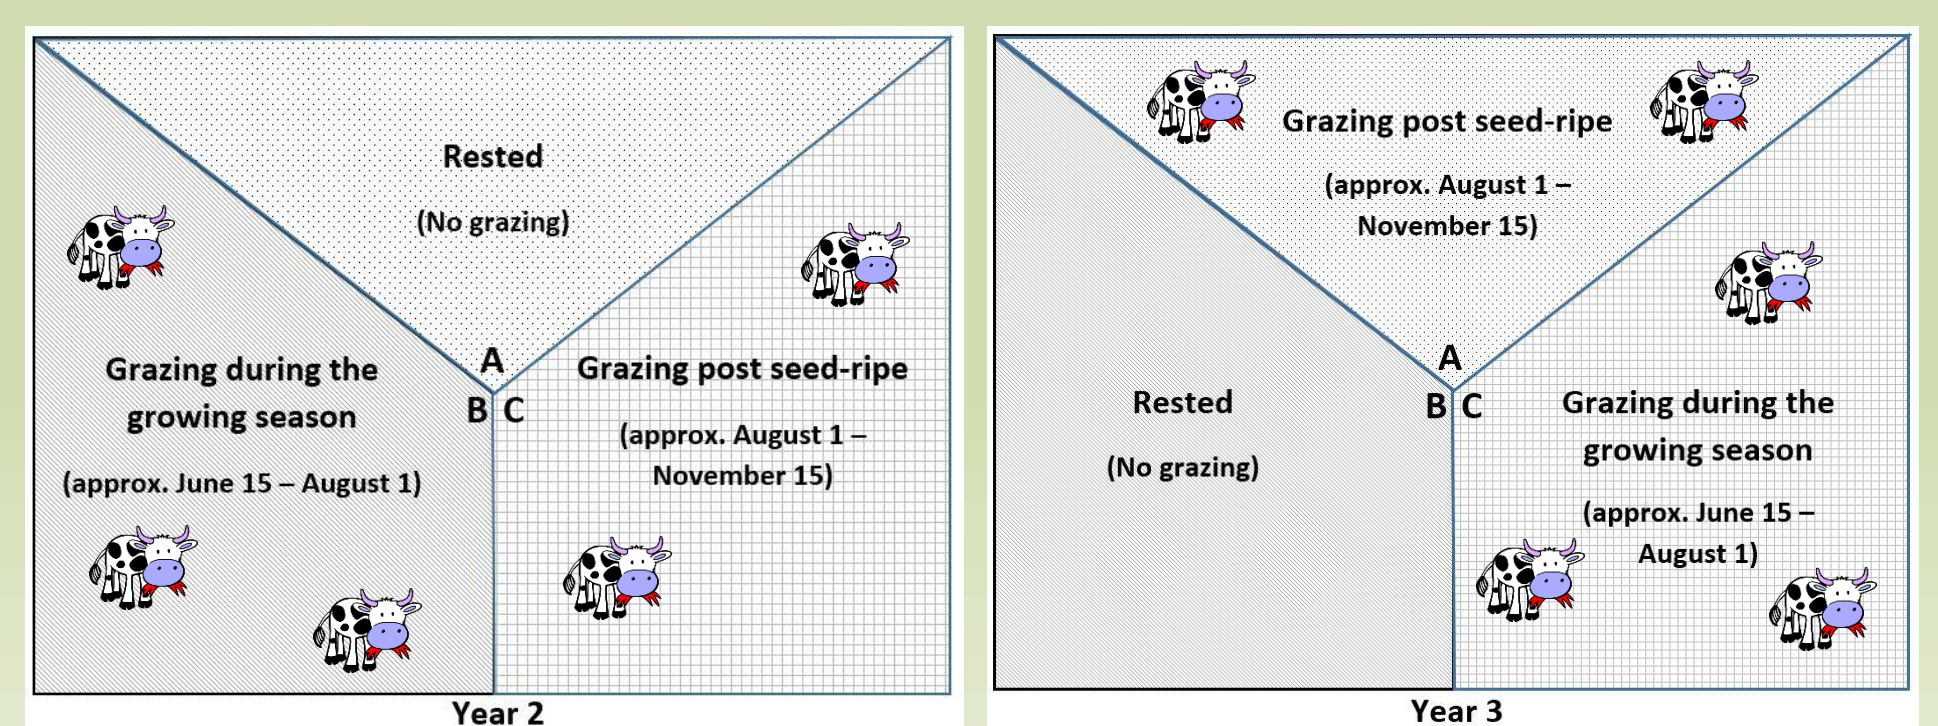 Rested
(No grazing)
A
Grazing during the
growing season
(approx. June 15 – August 1)
B
C
Grazing post seed-ripe
(approx. August 1 –
November 15)
Year 2
Grazing post seed-ripe
(approx. August 1 –
November 15)
A
Rested
(No grazing)
B
C
Grazing during the
growing season
(approx. June 15 –
August 1)
Year 3